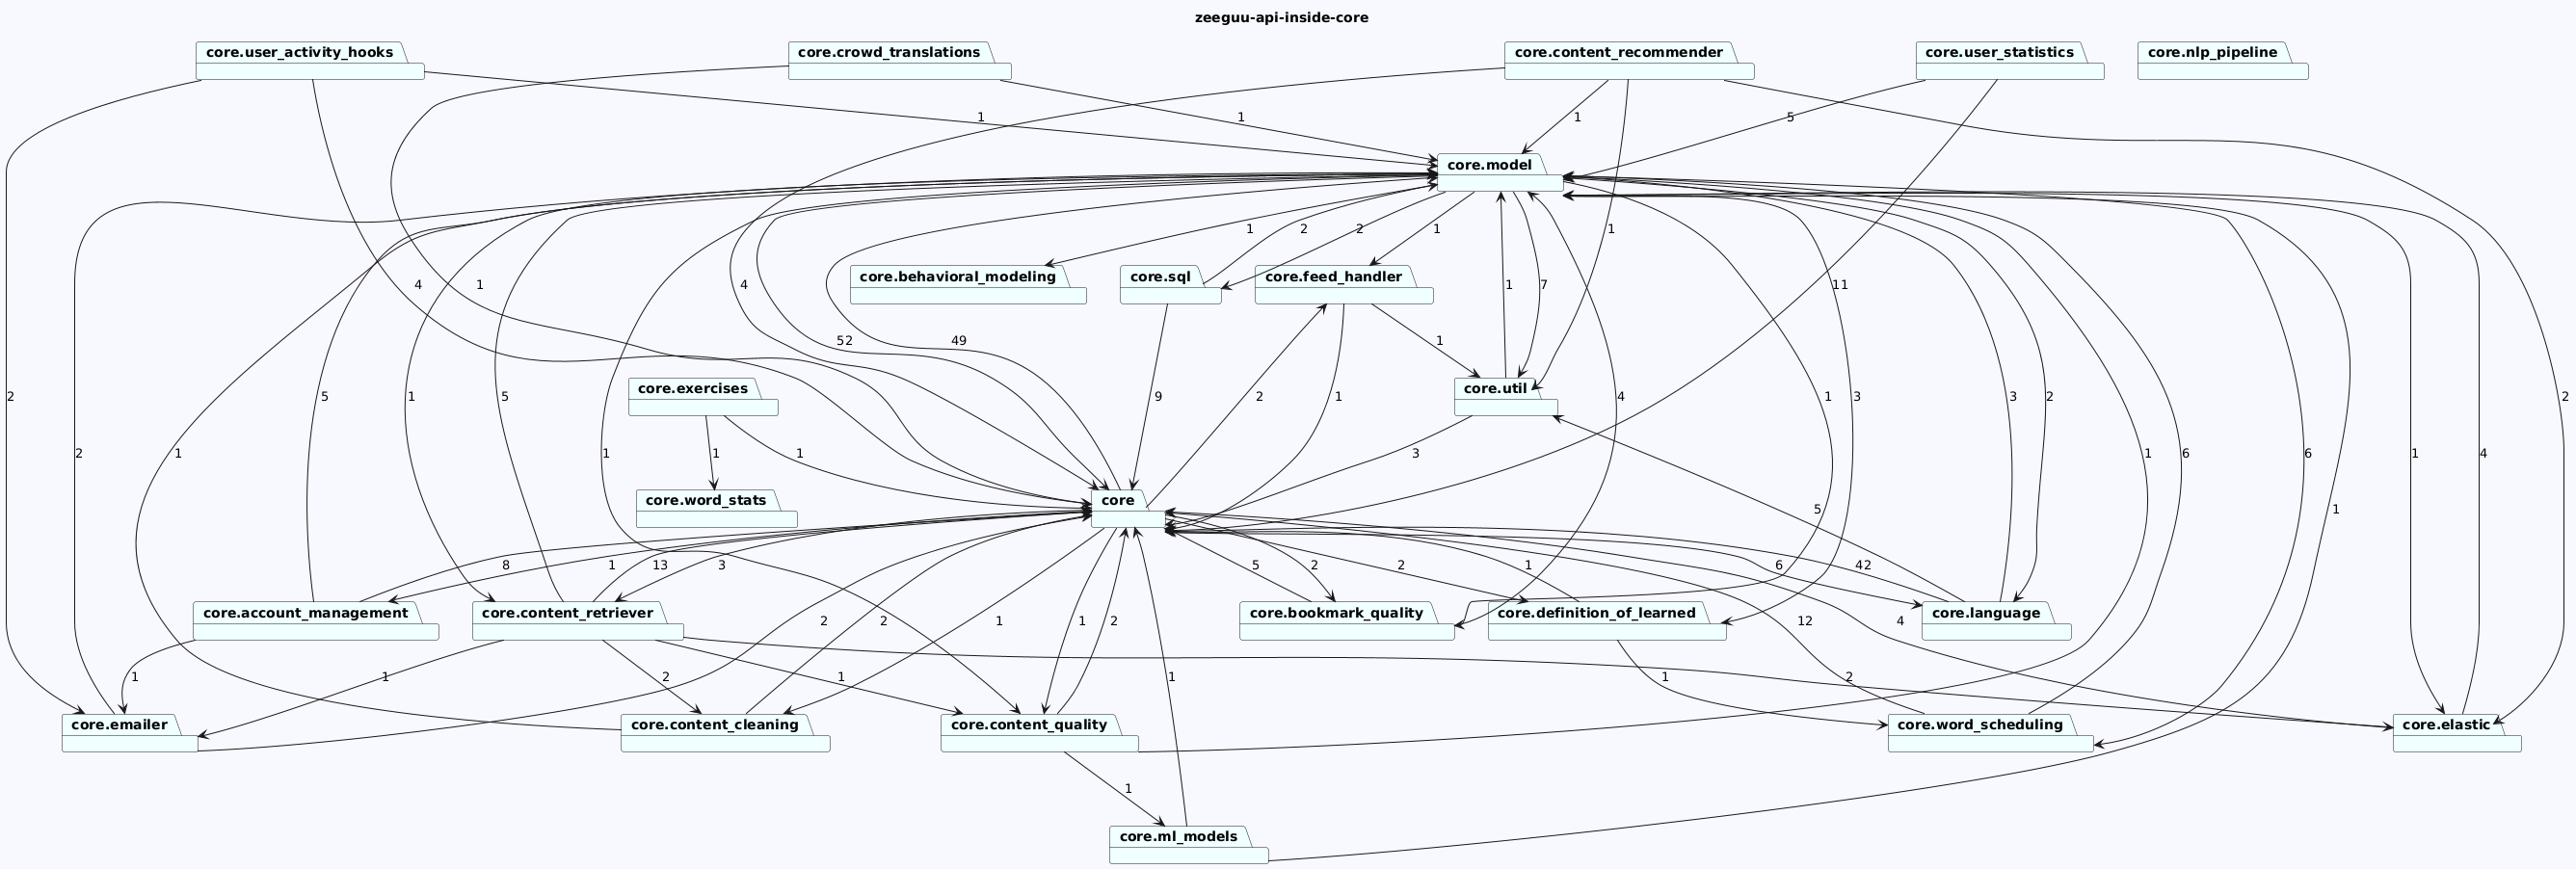 zeeguu-api-inside-core
core.user_activity_hooks
core.crowd_translations
core.content_recommender
core.user_statistics
core.nlp_pipeline
1
1
1
5
core.model
1
2
1
1
core.behavioral_modeling
core.sql
core.feed_handler
4
1
4
1
7
11
52
49
1
core.exercises
core.util
2
2
5
1
5
1
9
2
1
4
1
3
3
2
1
4
2
1
1
1
1
3
1
6
6
core.word_stats
core
5
1
8
1
13
3
5
2
2
1
6
42
core.account_management
core.content_retriever
core.bookmark_quality
core.definition_of_learned
core.language
2
2
1
1
2
12
4
1
1
2
1
1
2
core.emailer
core.content_cleaning
core.content_quality
core.word_scheduling
core.elastic
1
core.ml_models